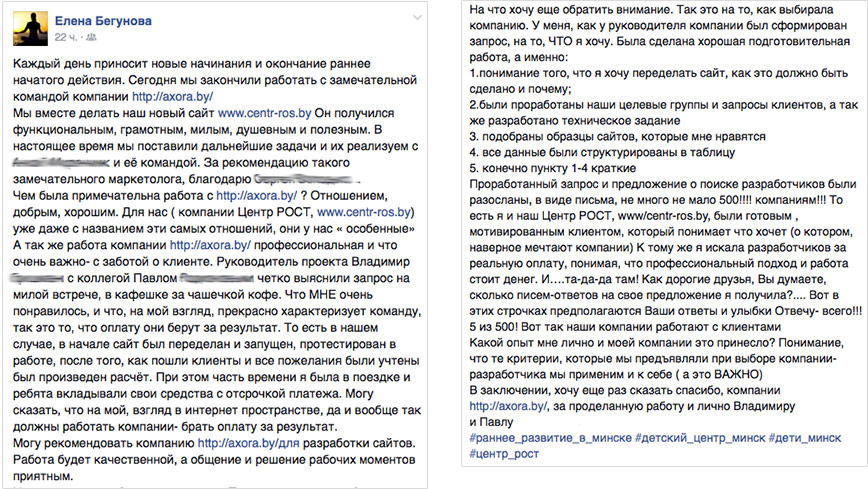 Елена Бегунова
22 ч.
Каждый день приносит новые начинания и окончание раннее
начатого действия. Сегодня мы закончили работать с замечательной
командой компании http://axora.by/
Мы вместе делать наш новый сайт www.centr-ros.by Он получился
функциональным, грамотным, милым, душевным и полезным. В
настоящее время мы поставили дальнейшие задачи и их реализуем с
и её командой. За рекомендацию такого
замечательного маркетолога, благодарю
Чем была примечательна работа с http://axora.by/ ? Отношением,
добрым, хорошим. Для нас ( компании Центр РОСТ, www.centr-ros.by)
уже даже с названием эти самых отношений, они у нас « особенные»
А так же работа компании http://axora.by/ профессиональная и что
очень важно- с заботой о клиенте. Руководитель проекта Владимир
с коллегой Павлом четко выяснили запрос на
милой встрече, в кафешке за чашечкой кофе. Что МНЕ очень
понравилось, и что, на мой взгляд, прекрасно характеризует команду,
так это то, что оплату они берут за результат. То есть в нашем
случае, в начале сайт был переделан и запущен, протестирован в
работе, после того, как пошли клиенты и все пожелания были учтены
был произведен расчёт. При этом часть времени я была в поездке и
ребята вкладывали свои средства с отсрочкой платежа. Могу
сказать, что на мой, взгляд в интернет пространстве, да и вообще так
должны работать компании- брать оплату за результат.
Могу рекомендовать компанию http://axora.by/для разработки сайтов.
Работа будет качественной, а общение и решение рабочих моментов
приятным.
На что хочу еще обратить внимание. Так это на то, как выбирала
компанию. У меня, как у руководителя компании был сформирован
запрос, на то, ЧТО я хочу. Была сделана хорошая подготовительная
работа, а именно:
1.понимание того, что я хочу переделать сайт, как это должно быть
сделано и почему;
2.были проработаны наши целевые группы и запросы клиентов, а так
же разработано техническое задание
3. подобраны образцы сайтов, которые мне нравятся
4. все данные были структурированы в таблицу
5. конечно пункту 1-4 краткие
Проработанный запрос и предложение о поиске разработчиков были
разосланы, в виде письма, не много не мало 500!!!! компаниям!!! То
есть я и наш Центр РОСТ, www/centr-ros.by, были готовым ,
мотивированным клиентом, который понимает что хочет (о котором,
наверное мечтают компании) К тому же я искала разработчиков за
реальную оплату, понимая, что профессиональный подход и работа
стоит денег. И….та-да-да там! Как дорогие друзья, Вы думаете,
сколько писем-ответов на свое предложение я получила?.... Вот в
этих строчках предполагаются Ваши ответы и улыбки Отвечу- всего!!!
5 из 500! Вот так наши компании работают с клиентами
Какой опыт мне лично и моей компании это принесло? Понимание,
что те критерии, которые мы предъявляли при выборе компании-
разработчика мы применим и к себе ( а это ВАЖНО)
В заключении, хочу еще раз сказать спасибо, компании
http://axora.by/, за проделанную работу и лично Владимиру
и Павлу
#раннее_развитие_в_минске #детский_центр_минск #дети_минск
#центр_рост